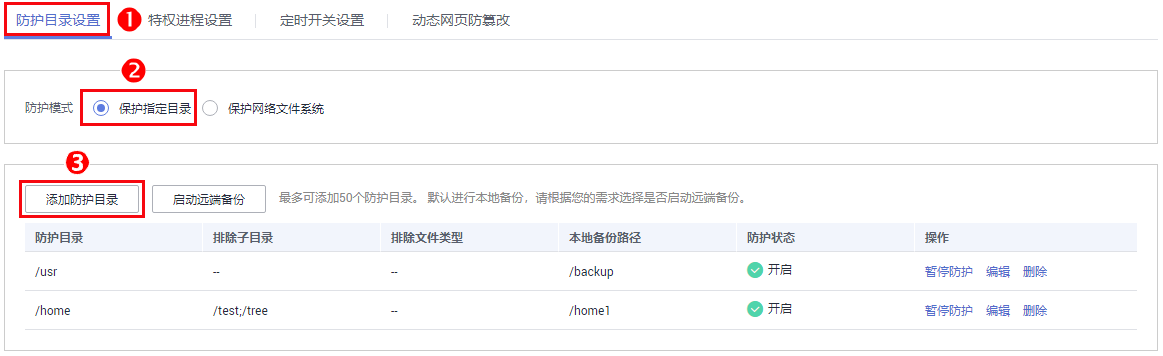 防护目录设置 1 特权进程设置 定时开关设置 动态网页防篡改
2
防护模式 保护指定目录 保护网络文件系统
3
添加防护目录 启动远端备份 最多可添加50个防护目录。 默认进行本地备份，请根据您的需求选择是否启动远端备份。
防护目录 排除子目录 排除文件类型 本地备份路径 防护状态 操作
/usr -- -- /backup 开启 暂停防护 编辑 删除
/home /test;/tree -- /home1 开启 暂停防护 编辑 删除